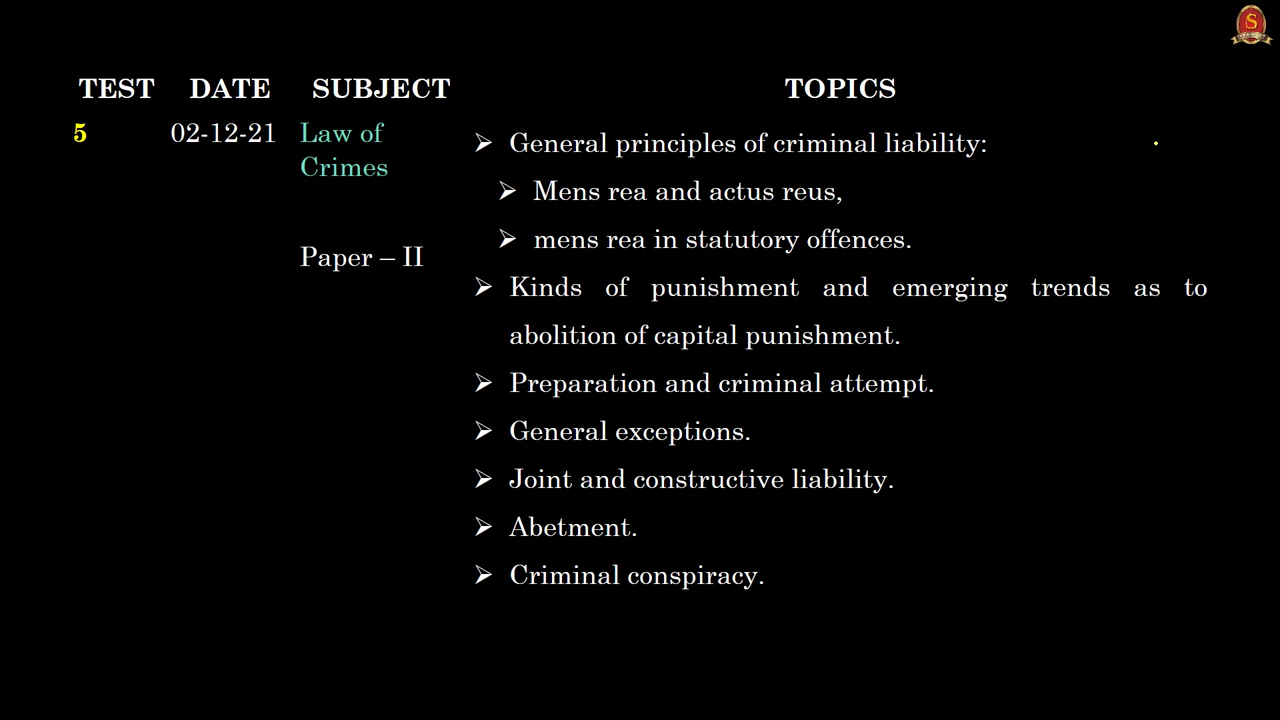 TEST DATE SUBJECT TOPICS
5 02-12-21 Law of Crimes
Paper – II
General principles of criminal liability:
Mens rea and actus reus,
mens rea in statutory offences.
Kinds of punishment and emerging trends as to
abolition of capital punishment.
Preparation and criminal attempt.
General exceptions.
Joint and constructive liability.
Abetment.
Criminal conspiracy.
S